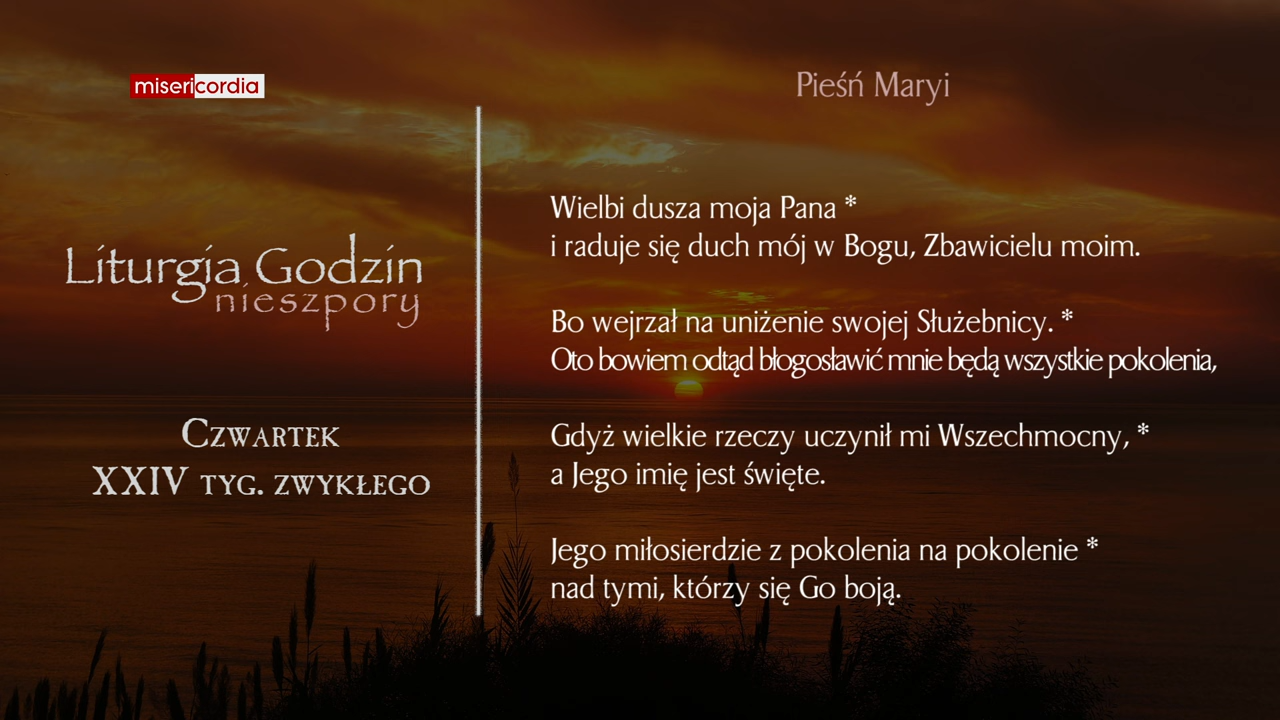 misericordia
Liturgia Godzin
nieszpory
Czwartek
XXIV tyg. zwykłego
Pieśń Maryi
Wielbi dusza moja Pana *
i raduje się duch mój w Bogu, Zbawicielu moim.
Bo wejrzał na uniżenie swojej Służebnicy. *
Oto bowiem odtąd błogosławić mnie będą wszystkie pokolenia,
Gdyż wielkie rzeczy uczynił mi Wszechmocny, *
a Jego imię jest święte.
Jego miłosierdzie z pokolenia na pokolenie *
nad tymi, którzy się Go boją.